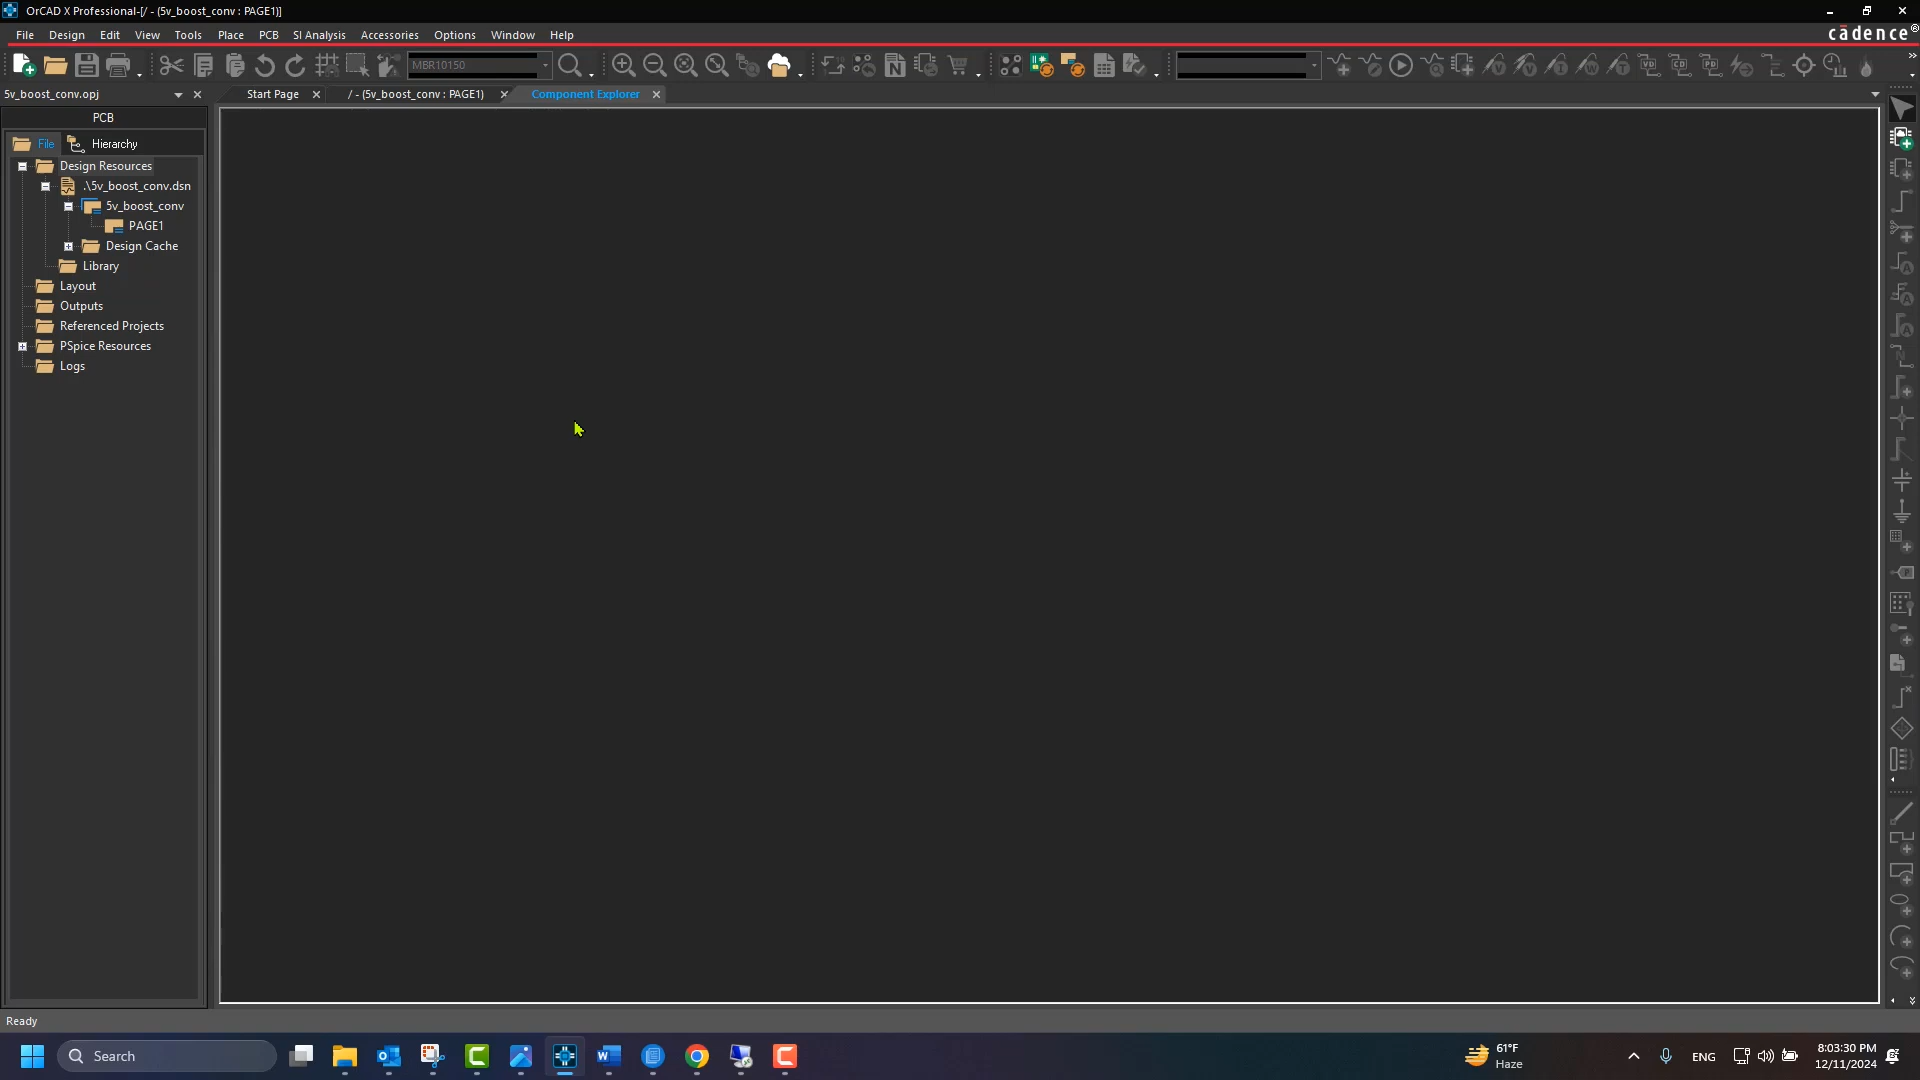 OrCAD X Professional-[/ - (5v_boost_conv : PAGE1)]
File Design Edit View Tools Place PCB SI Analysis Accessories Options Window Help
cādence®
MBR10150
5v_boost_conv.opj
Start Page
/ - (5v_boost_conv : PAGE1)
Component Explorer
PCB
File
Hierarchy
Design Resources
.\5v_boost_conv.dsn
5v_boost_conv
PAGE1
Design Cache
Library
Layout
Outputs
Referenced Projects
PSpice Resources
Logs
Ready
Search
61°F
Haze
ENG
8:03:30 PM
12/11/2024